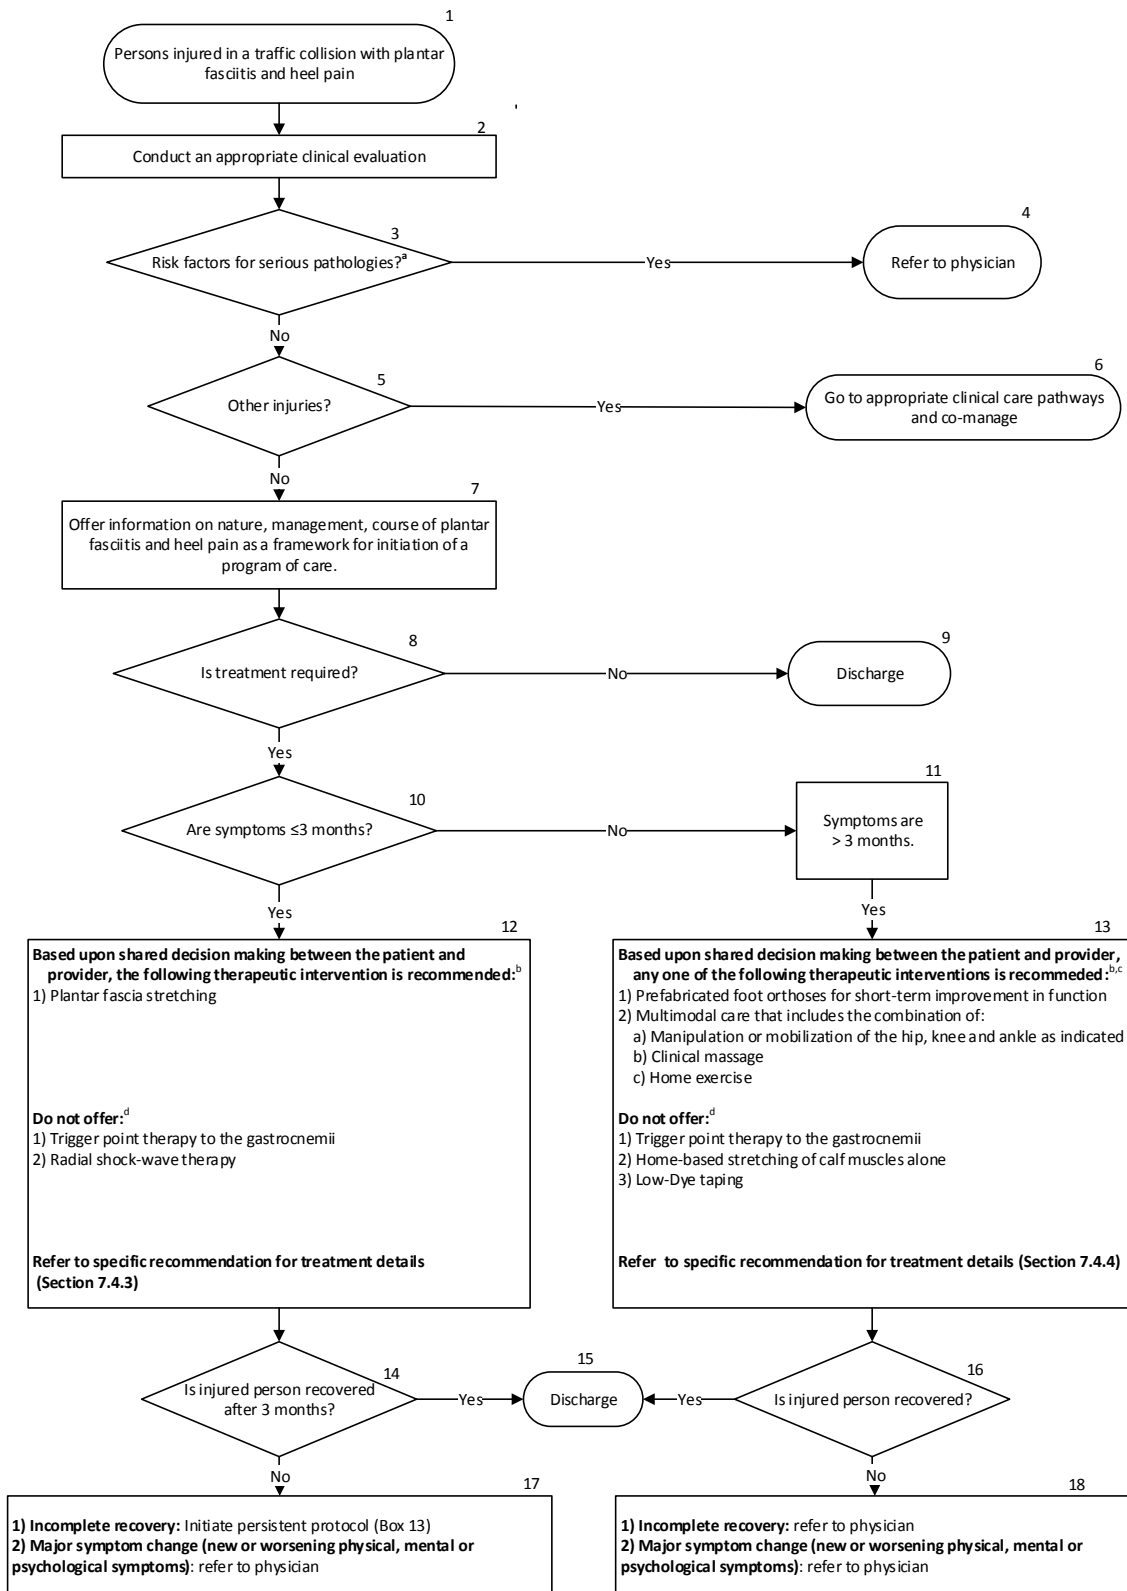 1
Persons injured in a traffic collision with plantar
fasciitis and heel pain
2
Conduct an appropriate clinical evaluation
3
Risk factors for serious pathologies?a
Yes
4
Refer to physician
No
5
Other injuries?
Yes
6
Go to appropriate clinical care pathways
and co-manage
No
7
Offer information on nature, management, course of plantar
fasciitis and heel pain as a framework for initiation of a
program of care.
8
Is treatment required?
No
9
Discharge
Yes
10
Are symptoms ≤3 months?
No
11
Symptoms are
> 3 months.
Yes
Yes
12
Based upon shared decision making between the patient and
provider, the following therapeutic intervention is recommended:b
1) Plantar fascia stretching
Do not offer:d
1) Trigger point therapy to the gastrocnemii
2) Radial shock-wave therapy
Refer to specific recommendation for treatment details
(Section 7.4.3)
13
Based upon shared decision making between the patient and provider,
any one of the following therapeutic interventions is recommeded:b,c
1) Prefabricated foot orthoses for short-term improvement in function
2) Multimodal care that includes the combination of:
a) Manipulation or mobilization of the hip, knee and ankle as indicated
b) Clinical massage
c) Home exercise
Do not offer:d
1) Trigger point therapy to the gastrocnemii
2) Home-based stretching of calf muscles alone
3) Low-Dye taping
Refer to specific recommendation for treatment details (Section 7.4.4)
14
Is injured person recovered
after 3 months?
Yes
15
Discharge
Yes
16
Is injured person recovered?
No
No
17
1) Incomplete recovery: Initiate persistent protocol (Box 13)
2) Major symptom change (new or worsening physical, mental or
psychological symptoms): refer to physician
18
1) Incomplete recovery: refer to physician
2) Major symptom change (new or worsening physical, mental or
psychological symptoms): refer to physician